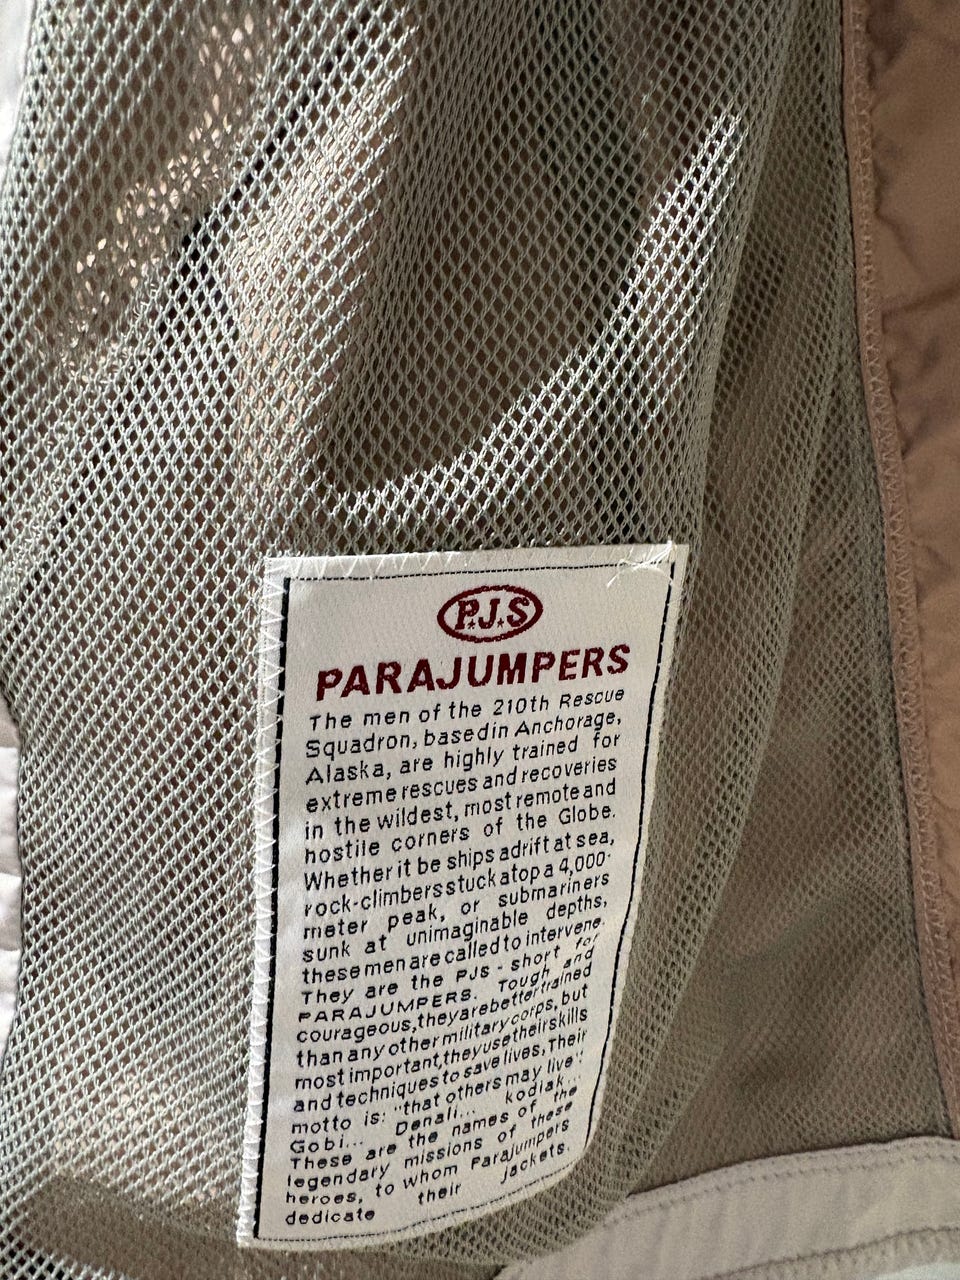 P.J.S
PARAJUMPERS
The men of the 210th Rescue
Squadron, based in Anchorage,
Alaska, are highly trained for
extreme rescues and recoveries
in the wildest, most remote and
hostile corners of the Globe.
Whether it be ships adrift at sea,
rock-climbers stuck atop a 4,000-
meter peak, or submariners
sunk at unimaginable depths,
these men are called to intervene.
They are the PJs - short for
PARAJUMPERS. Tough and
courageous, they are better trained
than any other military corps, but
most important, they use their skills
and techniques to save lives, Their
motto is: "that others may live".
Gobi... Denali... Kodiak...
These are the names of the
legendary missions of these
heroes, to whom Parajumpers
dedicate their jackets.